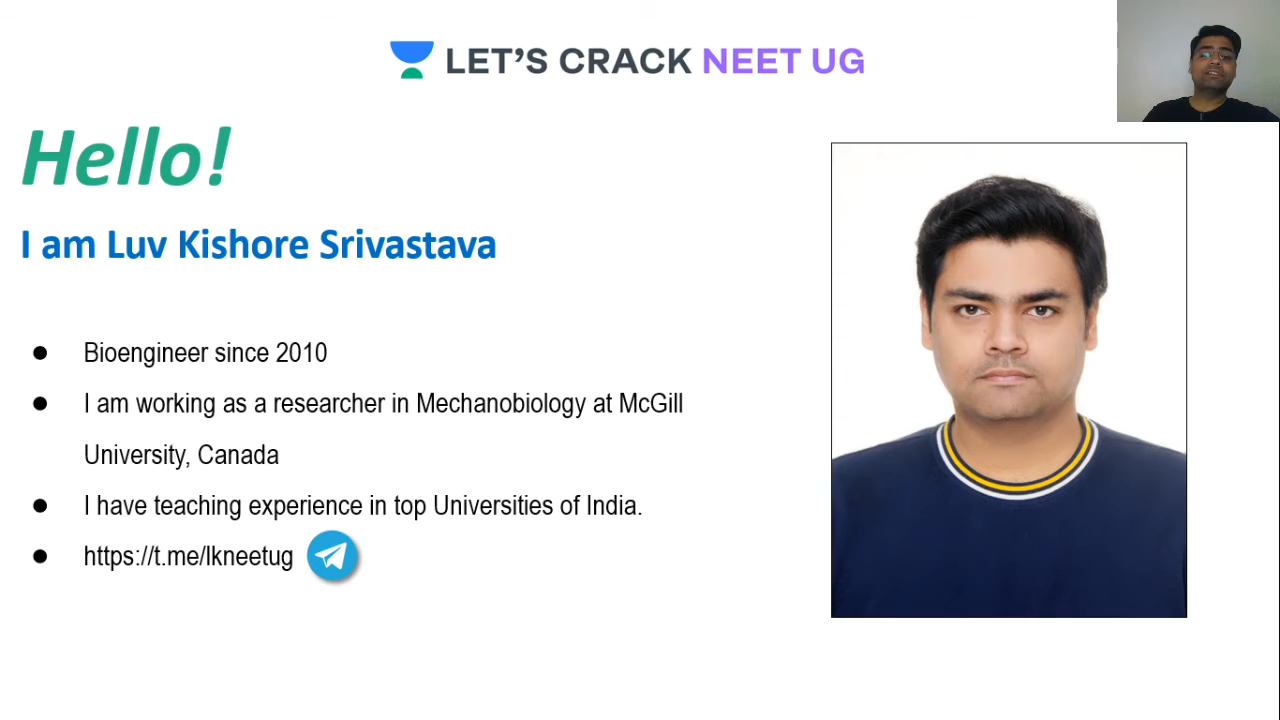 LET'S CRACK NEET UG
Hello!
I am Luv Kishore Srivastava
● Bioengineer since 2010
● I am working as a researcher in Mechanobiology at McGill
University, Canada
● I have teaching experience in top Universities of India.
● https://t.me/lkneetug